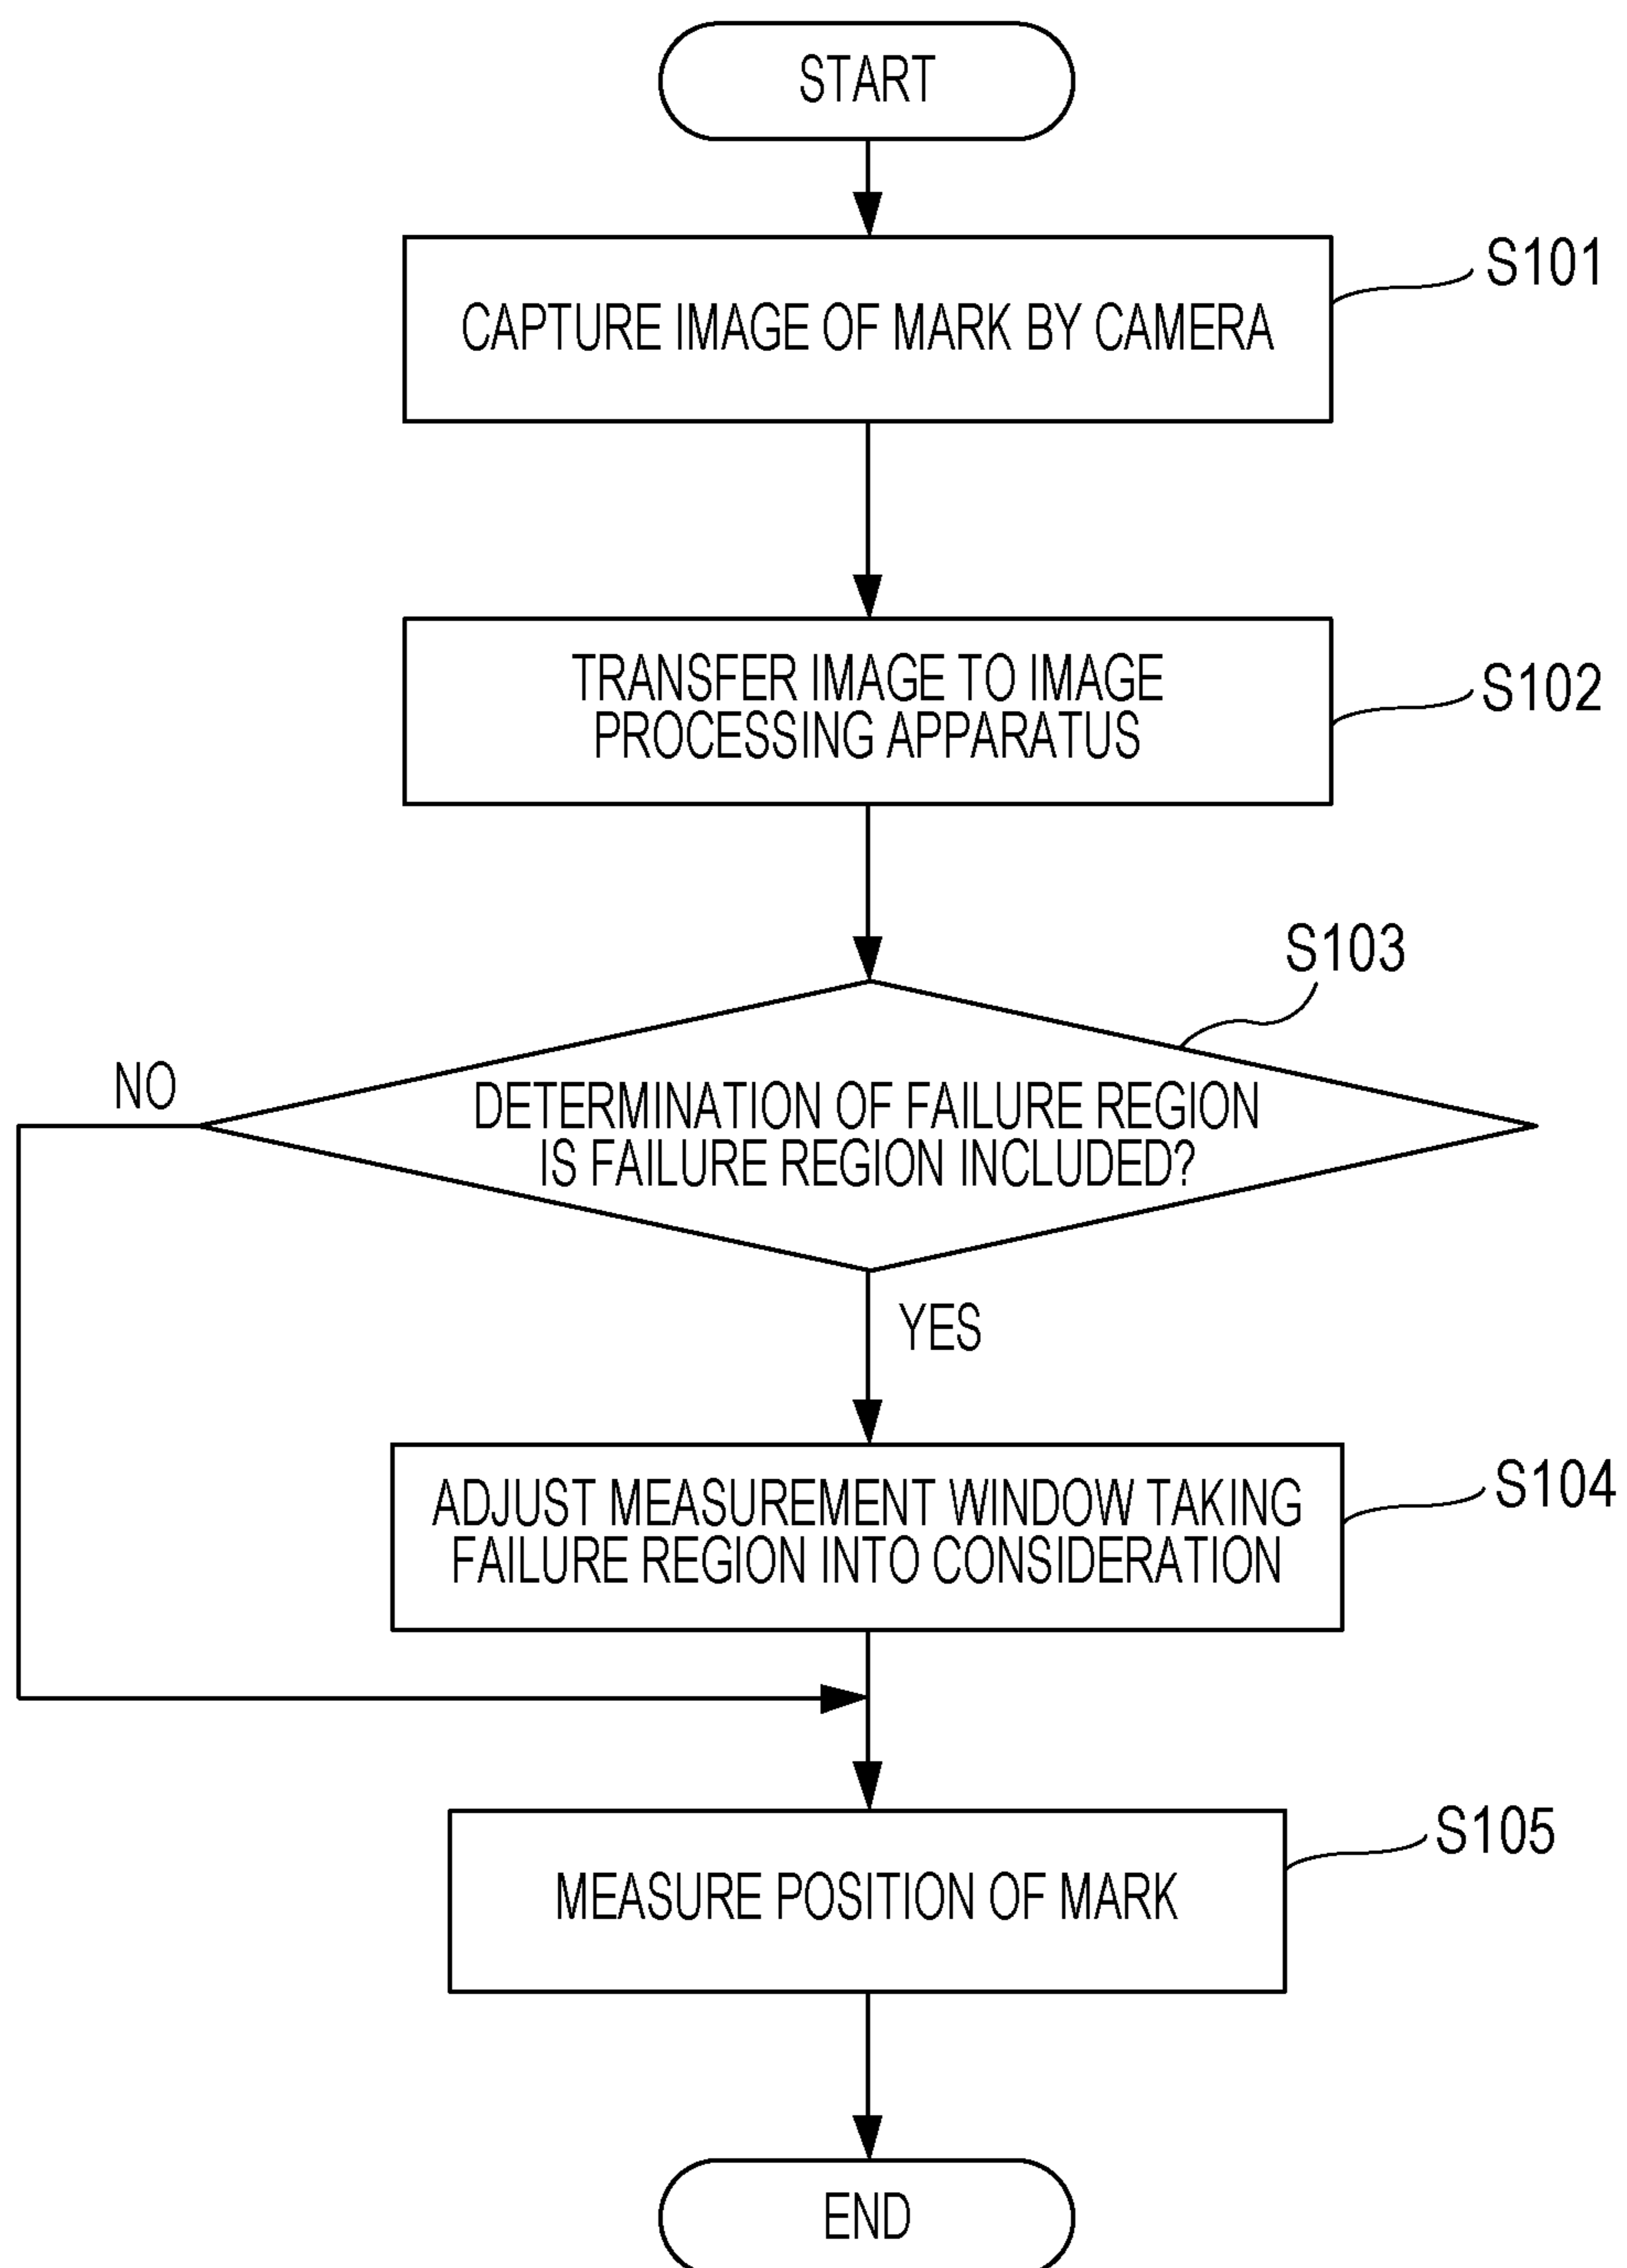 START
CAPTURE IMAGE OF MARK BY CAMERA
S101
TRANSFER IMAGE TO IMAGE
PROCESSING APPARATUS
S102
S103
NO
DETERMINATION OF FAILURE REGION
IS FAILURE REGION INCLUDED?
YES
ADJUST MEASUREMENT WINDOW TAKING
FAILURE REGION INTO CONSIDERATION
S104
MEASURE POSITION OF MARK
S105
END